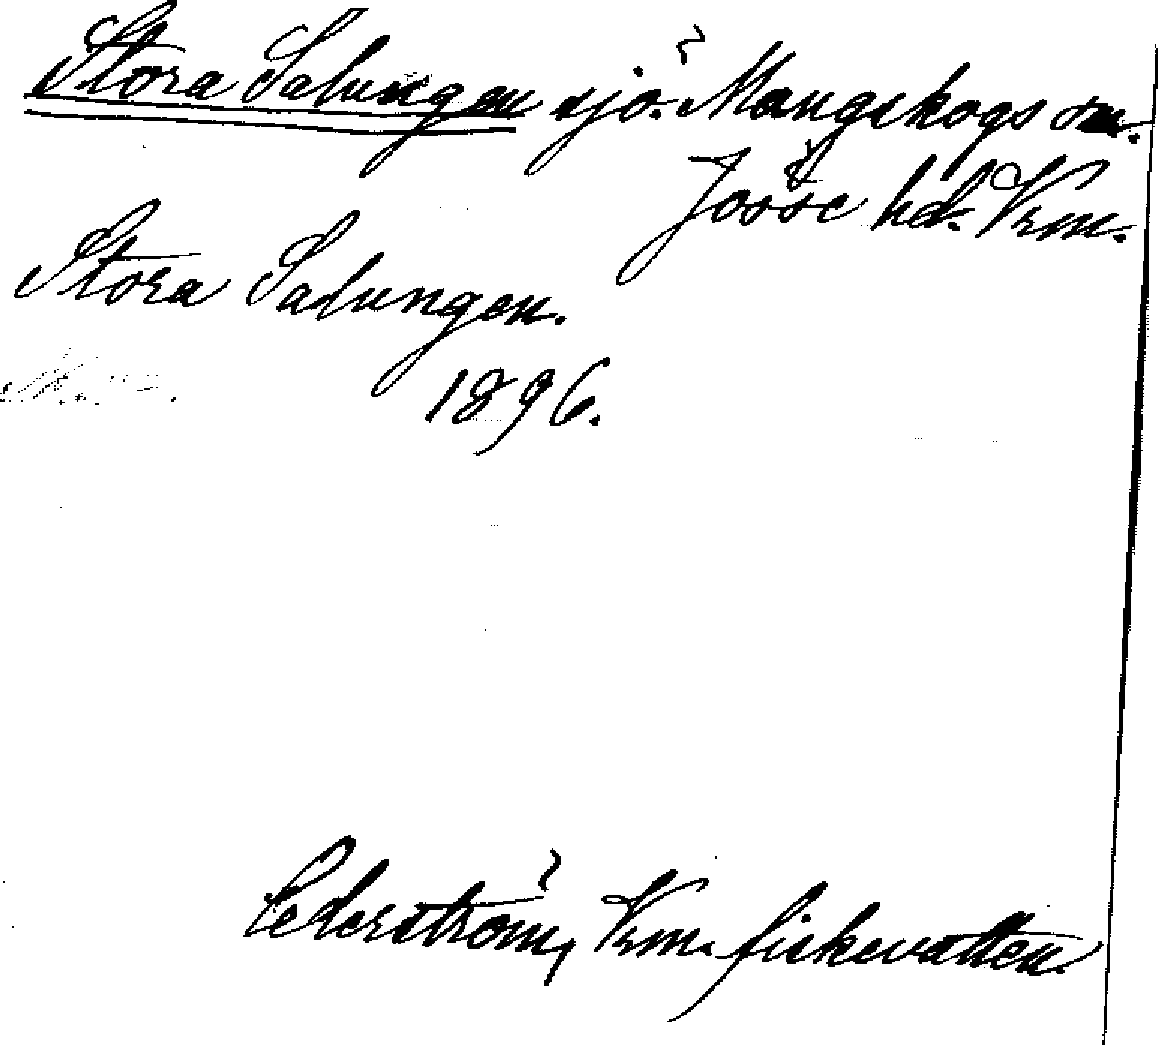 Stora Salungen sjö. Mangskogs sn.
Jösse hd. Vrm.
Stora Salungen.
1896.
Cederström, Vrm. fiskevatten.